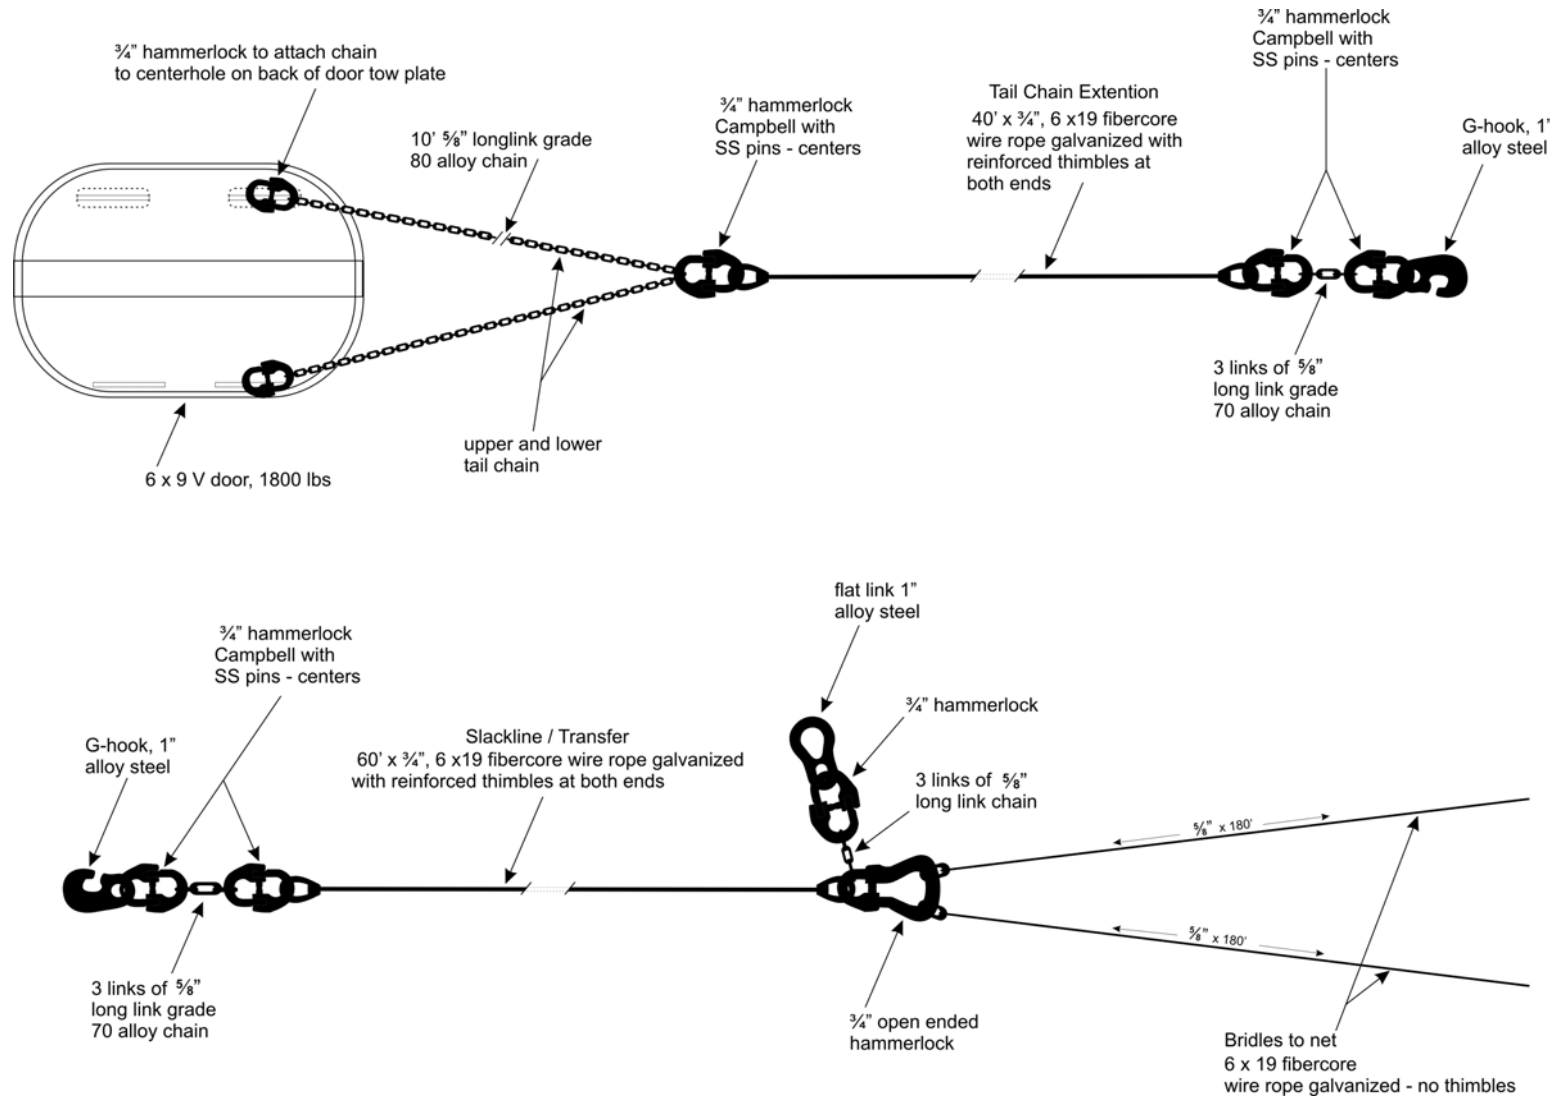 ¾” hammerlock to attach chain
to centerhole on back of door tow plate
10’ ⅝” longlink grade
80 alloy chain
¾” hammerlock
Campbell with
SS pins - centers
Tail Chain Extention
40’ x ¾”, 6 x19 fibercore
wire rope galvanized with
reinforced thimbles at
both ends
¾” hammerlock
Campbell with
SS pins - centers
G-hook, 1’
alloy steel
3 links of ⅝”
long link grade
70 alloy chain
upper and lower
tail chain
6 x 9 V door, 1800 lbs
flat link 1”
alloy steel
¾” hammerlock
Campbell with
SS pins - centers
G-hook, 1”
alloy steel
Slackline / Transfer
60’ x ¾”, 6 x19 fibercore wire rope galvanized
with reinforced thimbles at both ends
¾” hammerlock
3 links of ⅝”
long link chain
⅝” x 180’
⅝” x 180’
3 links of ⅝”
long link grade
70 alloy chain
¾” open ended
hammerlock
Bridles to net
6 x 19 fibercore
wire rope galvanized - no thimbles